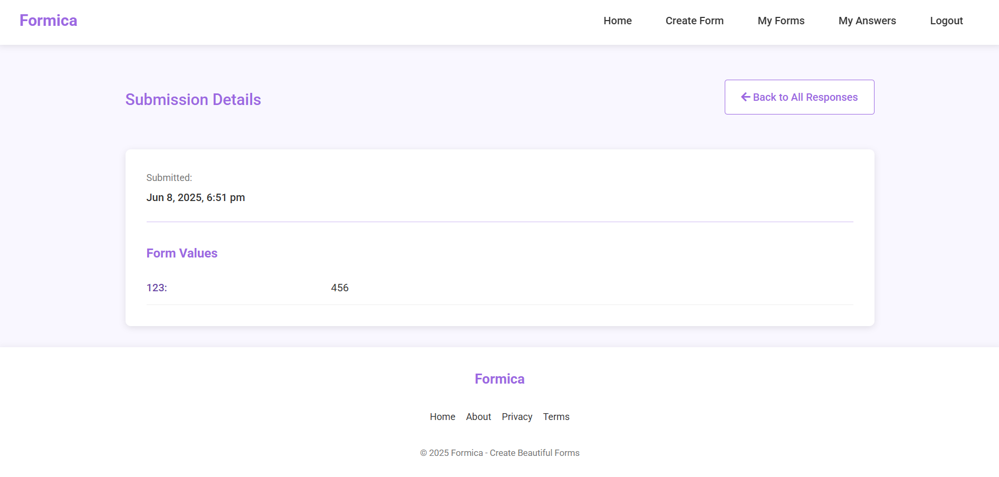 Formica
Home Create Form My Forms My Answers Logout
Submission Details
Back to All Responses
Submitted:
Jun 8, 2025, 6:51 pm
Form Values
123: 456
Formica
Home About Privacy Terms
© 2025 Formica - Create Beautiful Forms